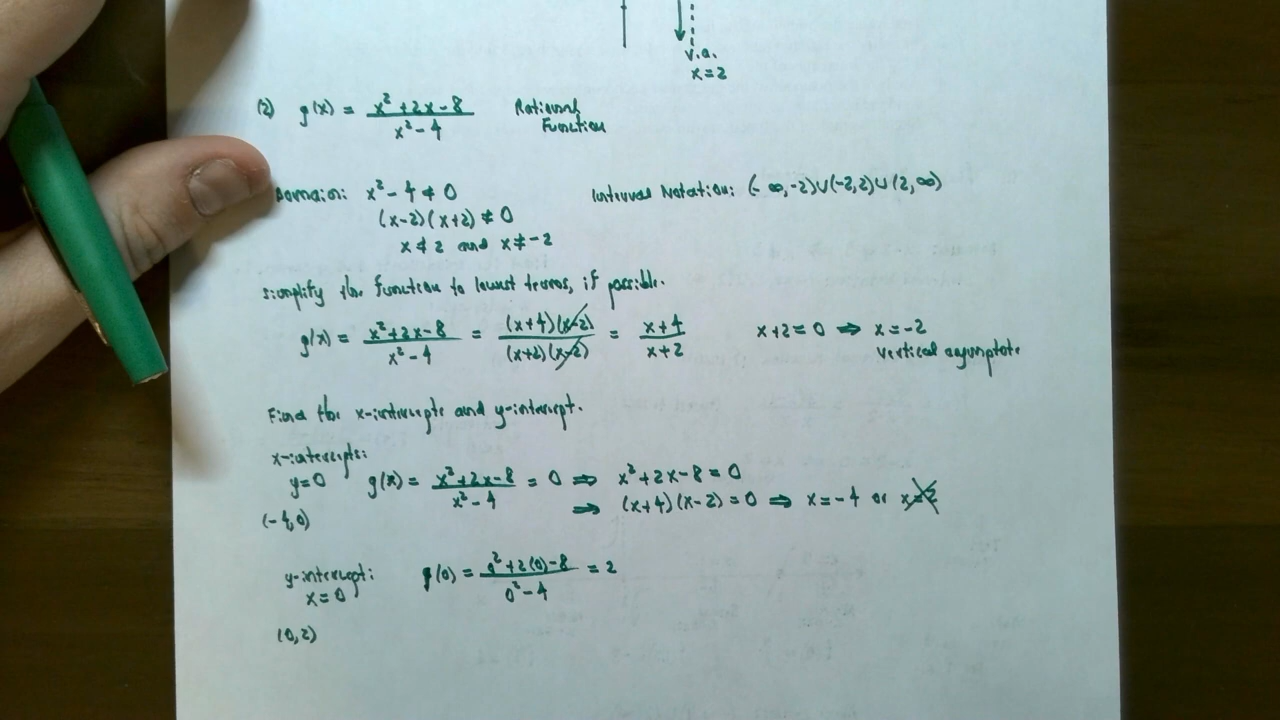 v.a.
x=2
(2) g(x) = x²+2x-8 / x²-4 Rational
Function
Domain: x²-4≠0 Interval Notation: (-∞,-2)∪(-2,2)∪(2,∞)
(x-2)(x+2)≠0
x≠2 and x≠-2
Simplify the function to lowest terms, if possible.
g(x) = x²+2x-8 / x²-4 = (x+4)(x-2) / (x+2)(x-2) = x+4 / x+2 x+2=0 ⇒ x=-2
vertical asymptote
Find the x-intercepts and y-intercept.
x-intercepts:
y=0 g(x) = x²+2x-8 / x²-4 = 0 ⇒ x²+2x-8=0
(-4,0) ⇒ (x+4)(x-2)=0 ⇒ x=-4 or x=2
y-intercept: g(0) = 0²+2(0)-8 / 0²-4 = 2
x=0
(0,2)